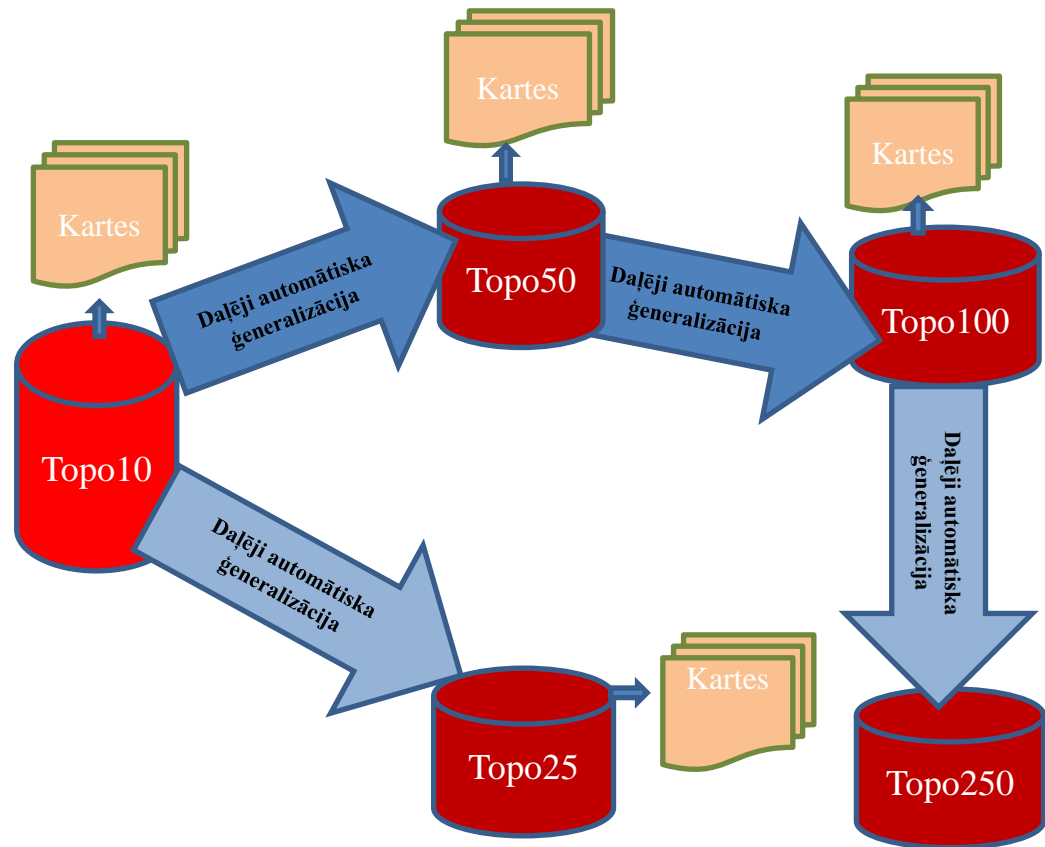 Kartes
Kartes
Kartes
Daļēji automātiska
ģeneralizācija
Topo50
Daļēji automātiska
ģeneralizācija
Topo100
Topo10
Daļēji automātiska
ģeneralizācija
Daļēji automātiska
ģeneralizācija
Kartes
Topo25
Topo250